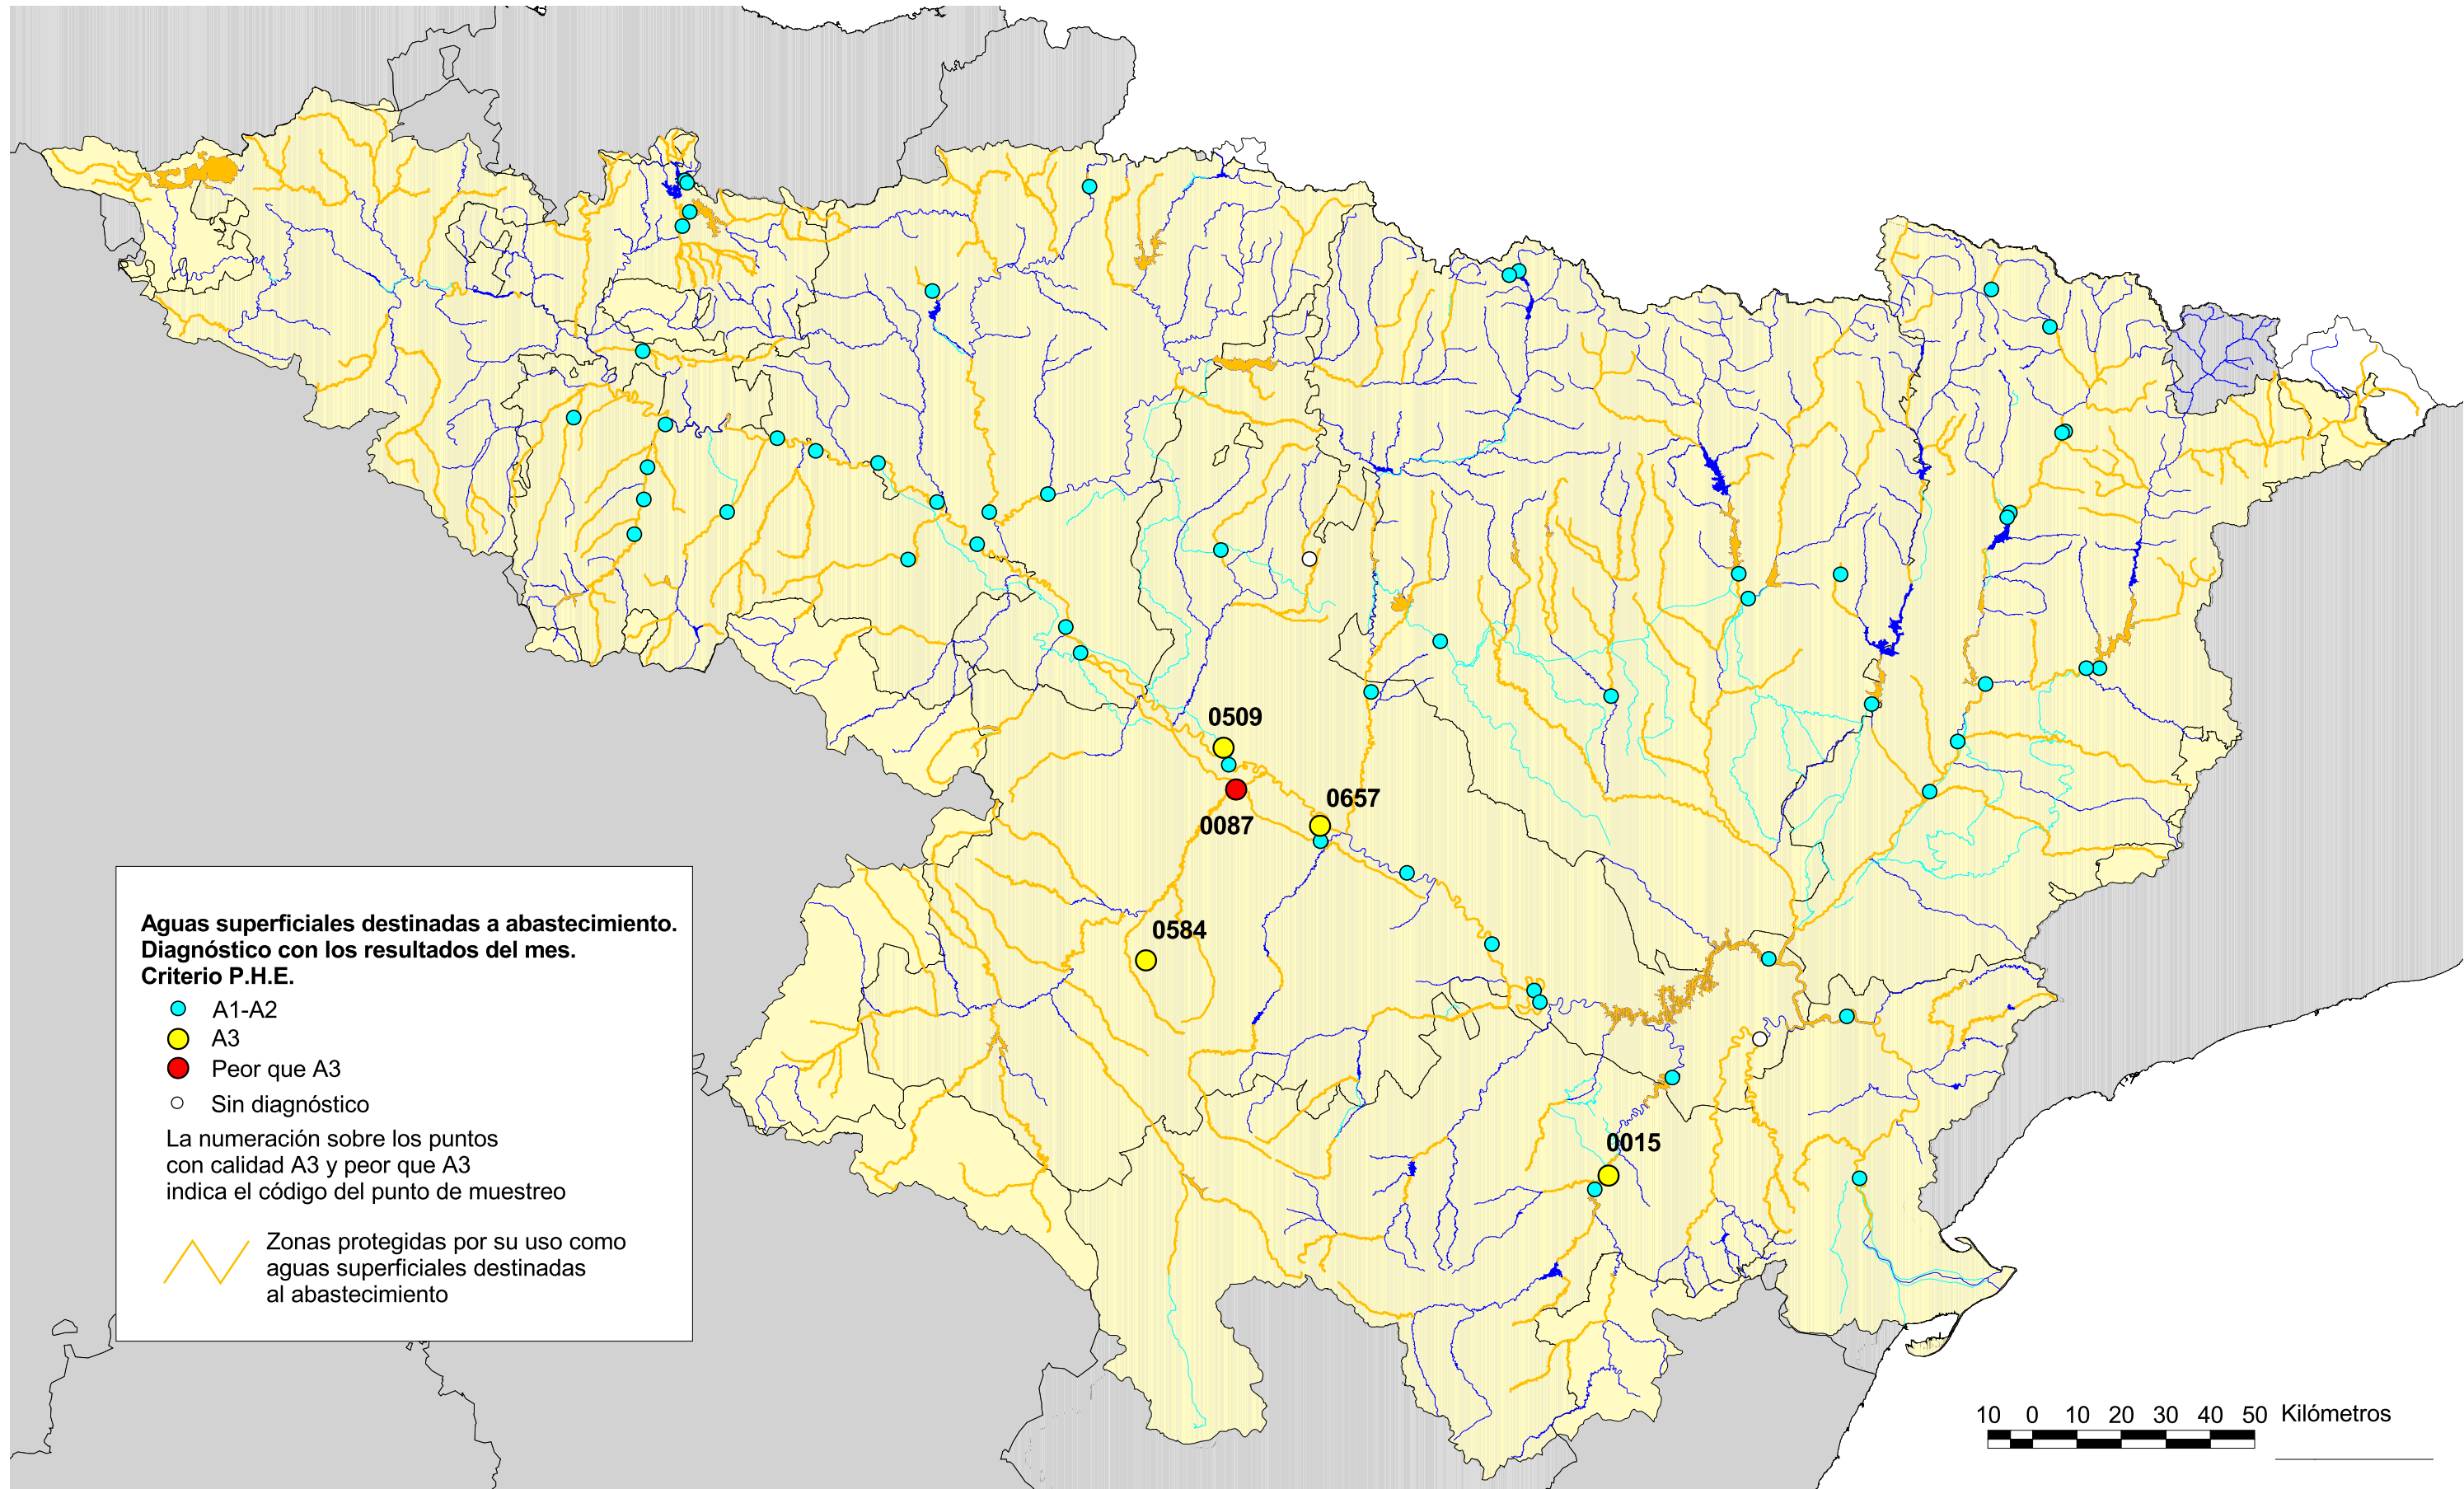 0509
0657
0087
0584
0015
Aguas superficiales destinadas a abastecimiento.
Diagnóstico con los resultados del mes.
Criterio P.H.E.
A1-A2
A3
Peor que A3
Sin diagnóstico
La numeración sobre los puntos
con calidad A3 y peor que A3
indica el código del punto de muestreo
Zonas protegidas por su uso como
aguas superficiales destinadas
al abastecimiento
10 0 10 20 30 40 50 Kilómetros